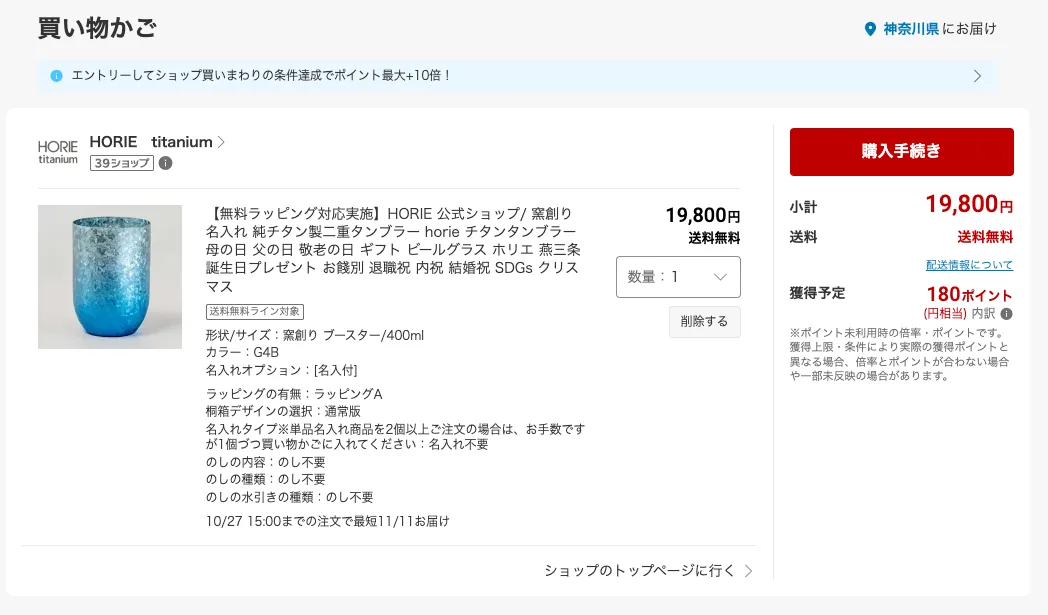 買い物かご
神奈川県にお届け
エントリーしてショップ買いまわりの条件達成でポイント最大+10倍！
HORIE titanium
HORIE　titanium
39ショップ
【無料ラッピング対応実施】HORIE 公式ショップ/ 窯創り
名入れ 純チタン製二重タンブラー horie チタンタンブラー
母の日 父の日 敬老の日 ギフト ビールグラス ホリエ 燕三条
誕生日プレゼント お餞別 退職祝 内祝 結婚祝 SDGs クリス
マス
送料無料ライン対象
形状/サイズ：窯創り ブースター/400ml
カラー：G4B
名入れオプション：[名入付]
ラッピングの有無：ラッピングA
桐箱デザインの選択：通常版
名入れタイプ※単品名入れ商品を2個以上ご注文の場合は、お手数です
が1個づつ買い物かごに入れてください：名入れ不要
のしの内容：のし不要
のしの種類：のし不要
のしの水引きの種類：のし不要
10/27 15:00までの注文で最短11/11お届け
19,800円
送料無料
数量：1
削除する
ショップのトップページに行く
購入手続き
小計 19,800円
送料 送料無料
配送情報について
獲得予定 180ポイント
(円相当) 内訳
※ポイント未利用時の倍率・ポイントです。
獲得上限・条件により実際の獲得ポイントと
異なる場合、倍率とポイントが合わない場合
や一部未反映の場合があります。